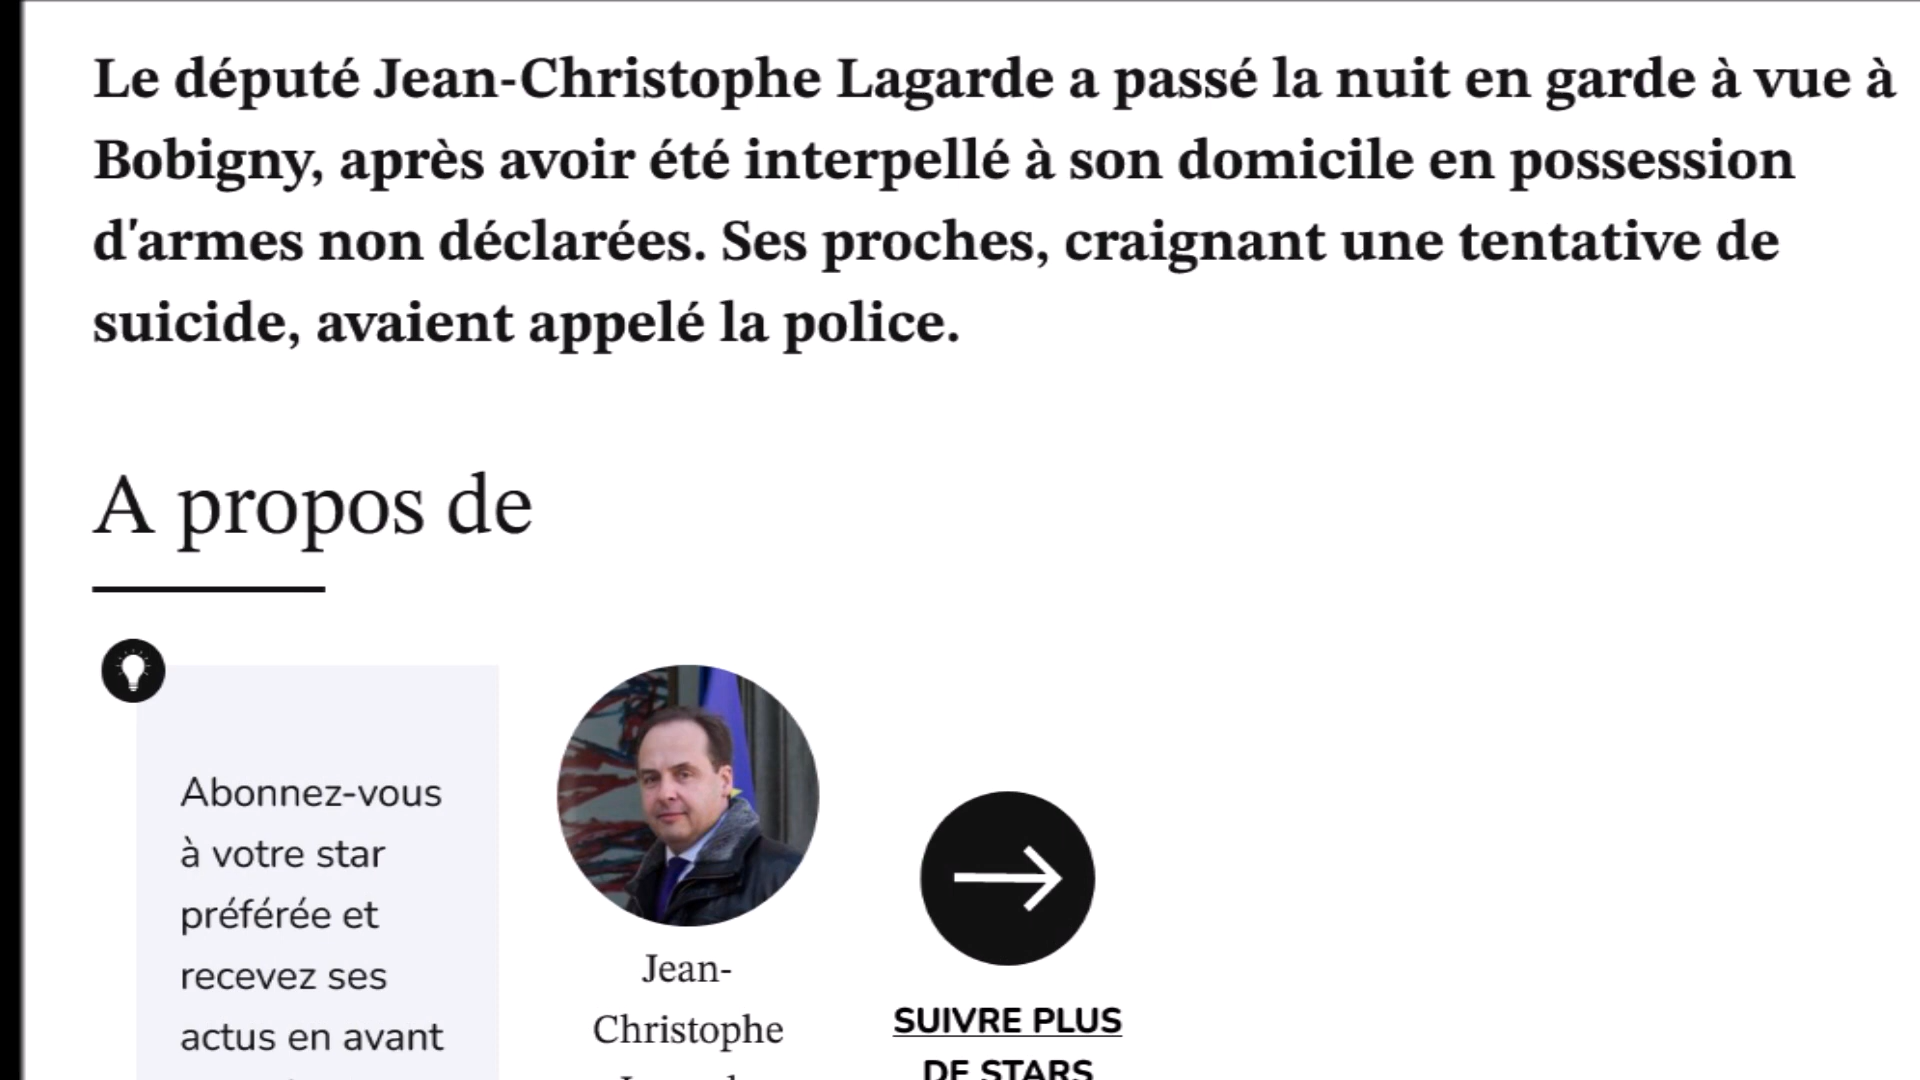 Le député Jean-Christophe Lagarde a passé la nuit en garde à vue à
Bobigny, après avoir été interpellé à son domicile en possession
d'armes non déclarées. Ses proches, craignant une tentative de
suicide, avaient appelé la police.
A propos de
Abonnez-vous
à votre star
préférée et
recevez ses
actus en avant
Jean-
Christophe
SUIVRE PLUS
DE STARS